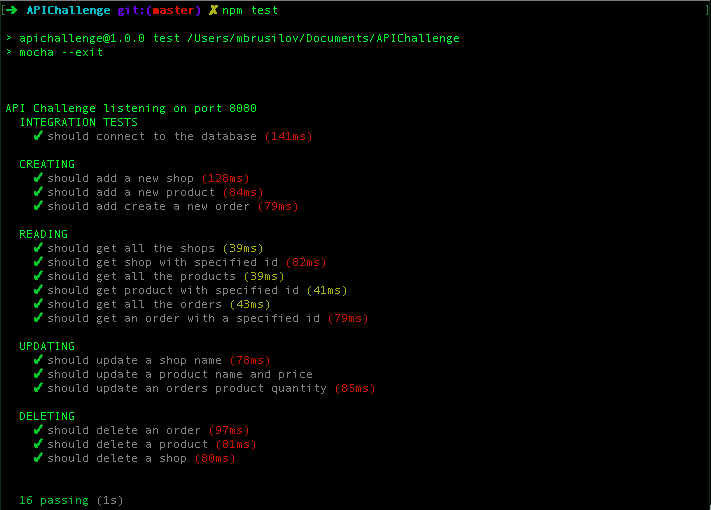 [➜ APIChallenge git:(master) ✗ npm test ]
> apichallenge@1.0.0 test /Users/mbrusilov/Documents/APIChallenge
> mocha --exit
API Challenge listening on port 8080
INTEGRATION TESTS
✔ should connect to the database (141ms)
CREATING
✔ should add a new shop (128ms)
✔ should add a new product (84ms)
✔ should add create a new order (79ms)
READING
✔ should get all the shops (39ms)
✔ should get shop with specified id (82ms)
✔ should get all the products (39ms)
✔ should get product with specified id (41ms)
✔ should get all the orders (43ms)
✔ should get an order with a specified id (79ms)
UPDATING
✔ should update a shop name (78ms)
✔ should update a product name and price
✔ should update an orders product quantity (85ms)
DELETING
✔ should delete an order (97ms)
✔ should delete a product (81ms)
✔ should delete a shop (80ms)
16 passing (1s)